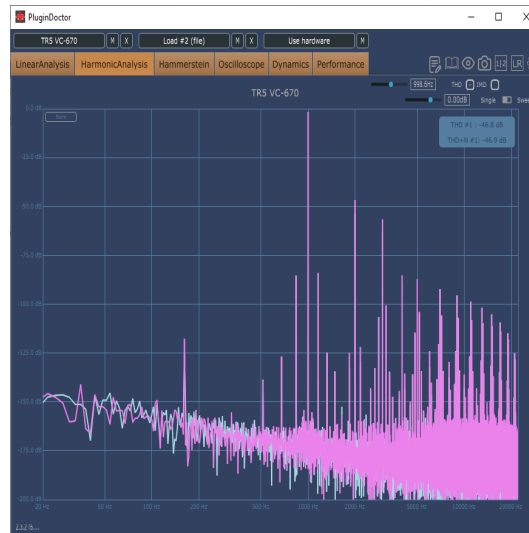 PluginDoctor
TR5 VC-670 M X Load #2 (file) M X Use hardware M
LinearAnalysis HarmonicAnalysis Hammerstein Oscilloscope Dynamics Performance
1|2 LR
998.6Hz THD IMD
TR5 VC-670
0.00dB Single Swee
0.0 dB
THD #1 : -46.8 dB
THD+N #1: -46.9 dB
-25.0 dB
-50.0 dB
-75.0 dB
-100.0 dB
-125.0 dB
-150.0 dB
-175.0 dB
-200.0 dB
20 Hz 50 Hz 100 Hz 200 Hz 500 Hz 1000 Hz 2000 Hz 5000 Hz 10000 Hz 20000 Hz